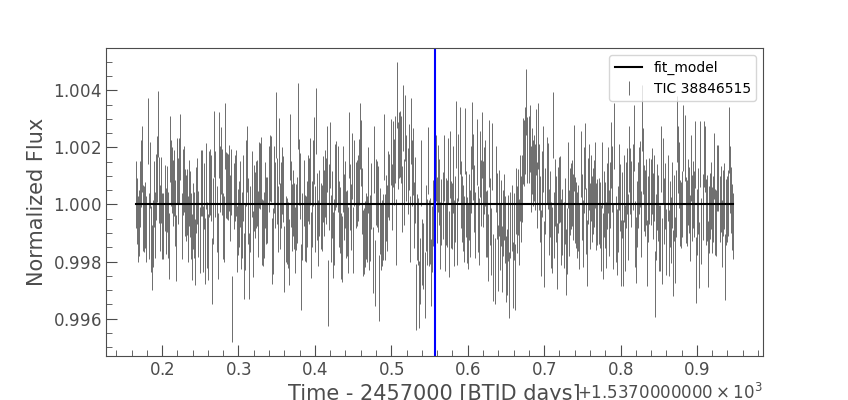 fit_model
TIC 38846515
1.004
1.002
1.000
0.998
0.996
Normalized Flux
0.2 0.3 0.4 0.5 0.6 0.7 0.8 0.9
Time - 2457000 [BTJD days]
+1.5370000000 × 10³